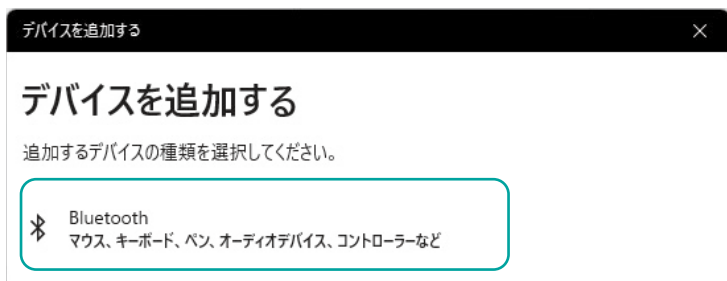 デバイスを追加する
デバイスを追加する
追加するデバイスの種類を選択してください。
Bluetooth
マウス、キーボード、ペン、オーディオデバイス、コントローラーなど